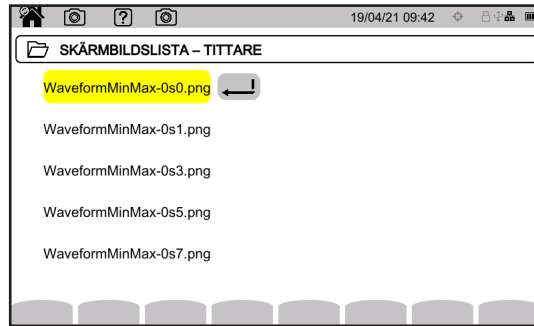 19/04/21 09:42
SKÄRMBILDSLISTA – TITTARE
WaveformMinMax-0s0.png
WaveformMinMax-0s1.png
WaveformMinMax-0s3.png
WaveformMinMax-0s5.png
WaveformMinMax-0s7.png